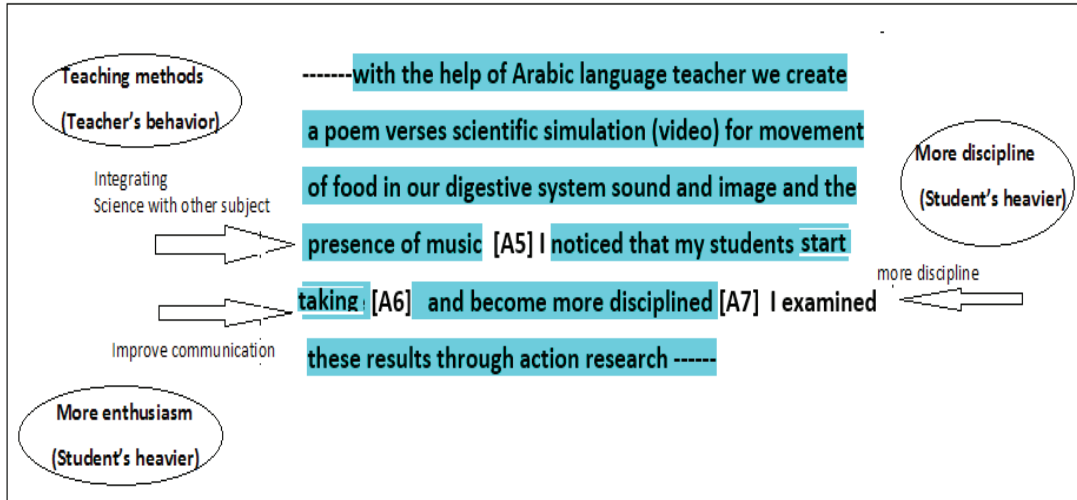 Teaching methods
(Teacher's behavior)
Integrating
Science with other subject
Improve communication
More enthusiasm
(Student's heavier)
-------with the help of Arabic language teacher we create
a poem verses scientific simulation (video) for movement
of food in our digestive system sound and image and the
presence of music [A5] I noticed that my students start
taking [A6] and become more disciplined [A7] I examined
these results through action research ------
More discipline
(Student's heavier)
more discipline